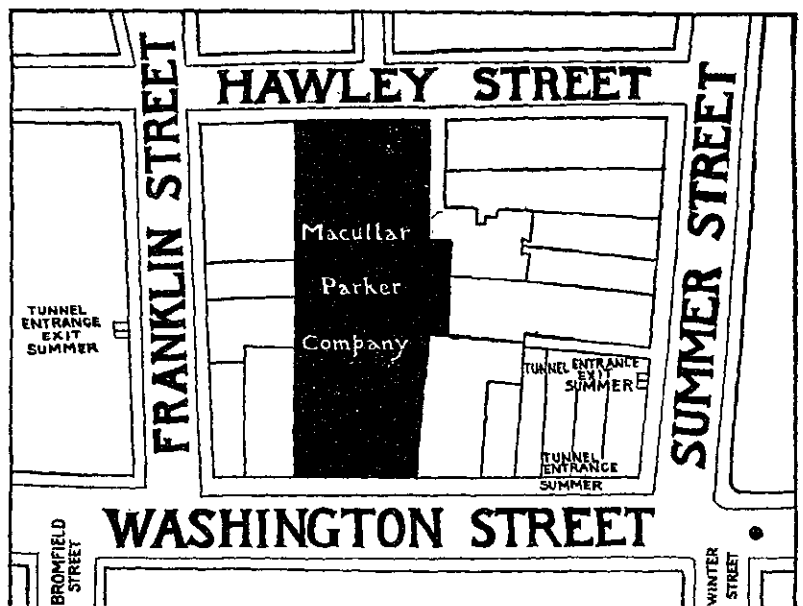 HAWLEY STREET
FRANKLIN STREET
SUMMER STREET
Macullar
Parker
Company
TUNNEL
ENTRANCE
EXIT
SUMMER
TUNNEL ENTRANCE
EXIT
SUMMER
TUNNEL
ENTRANCE
SUMMER
WASHINGTON STREET
BROMFIELD
STREET
WINTER
STREET